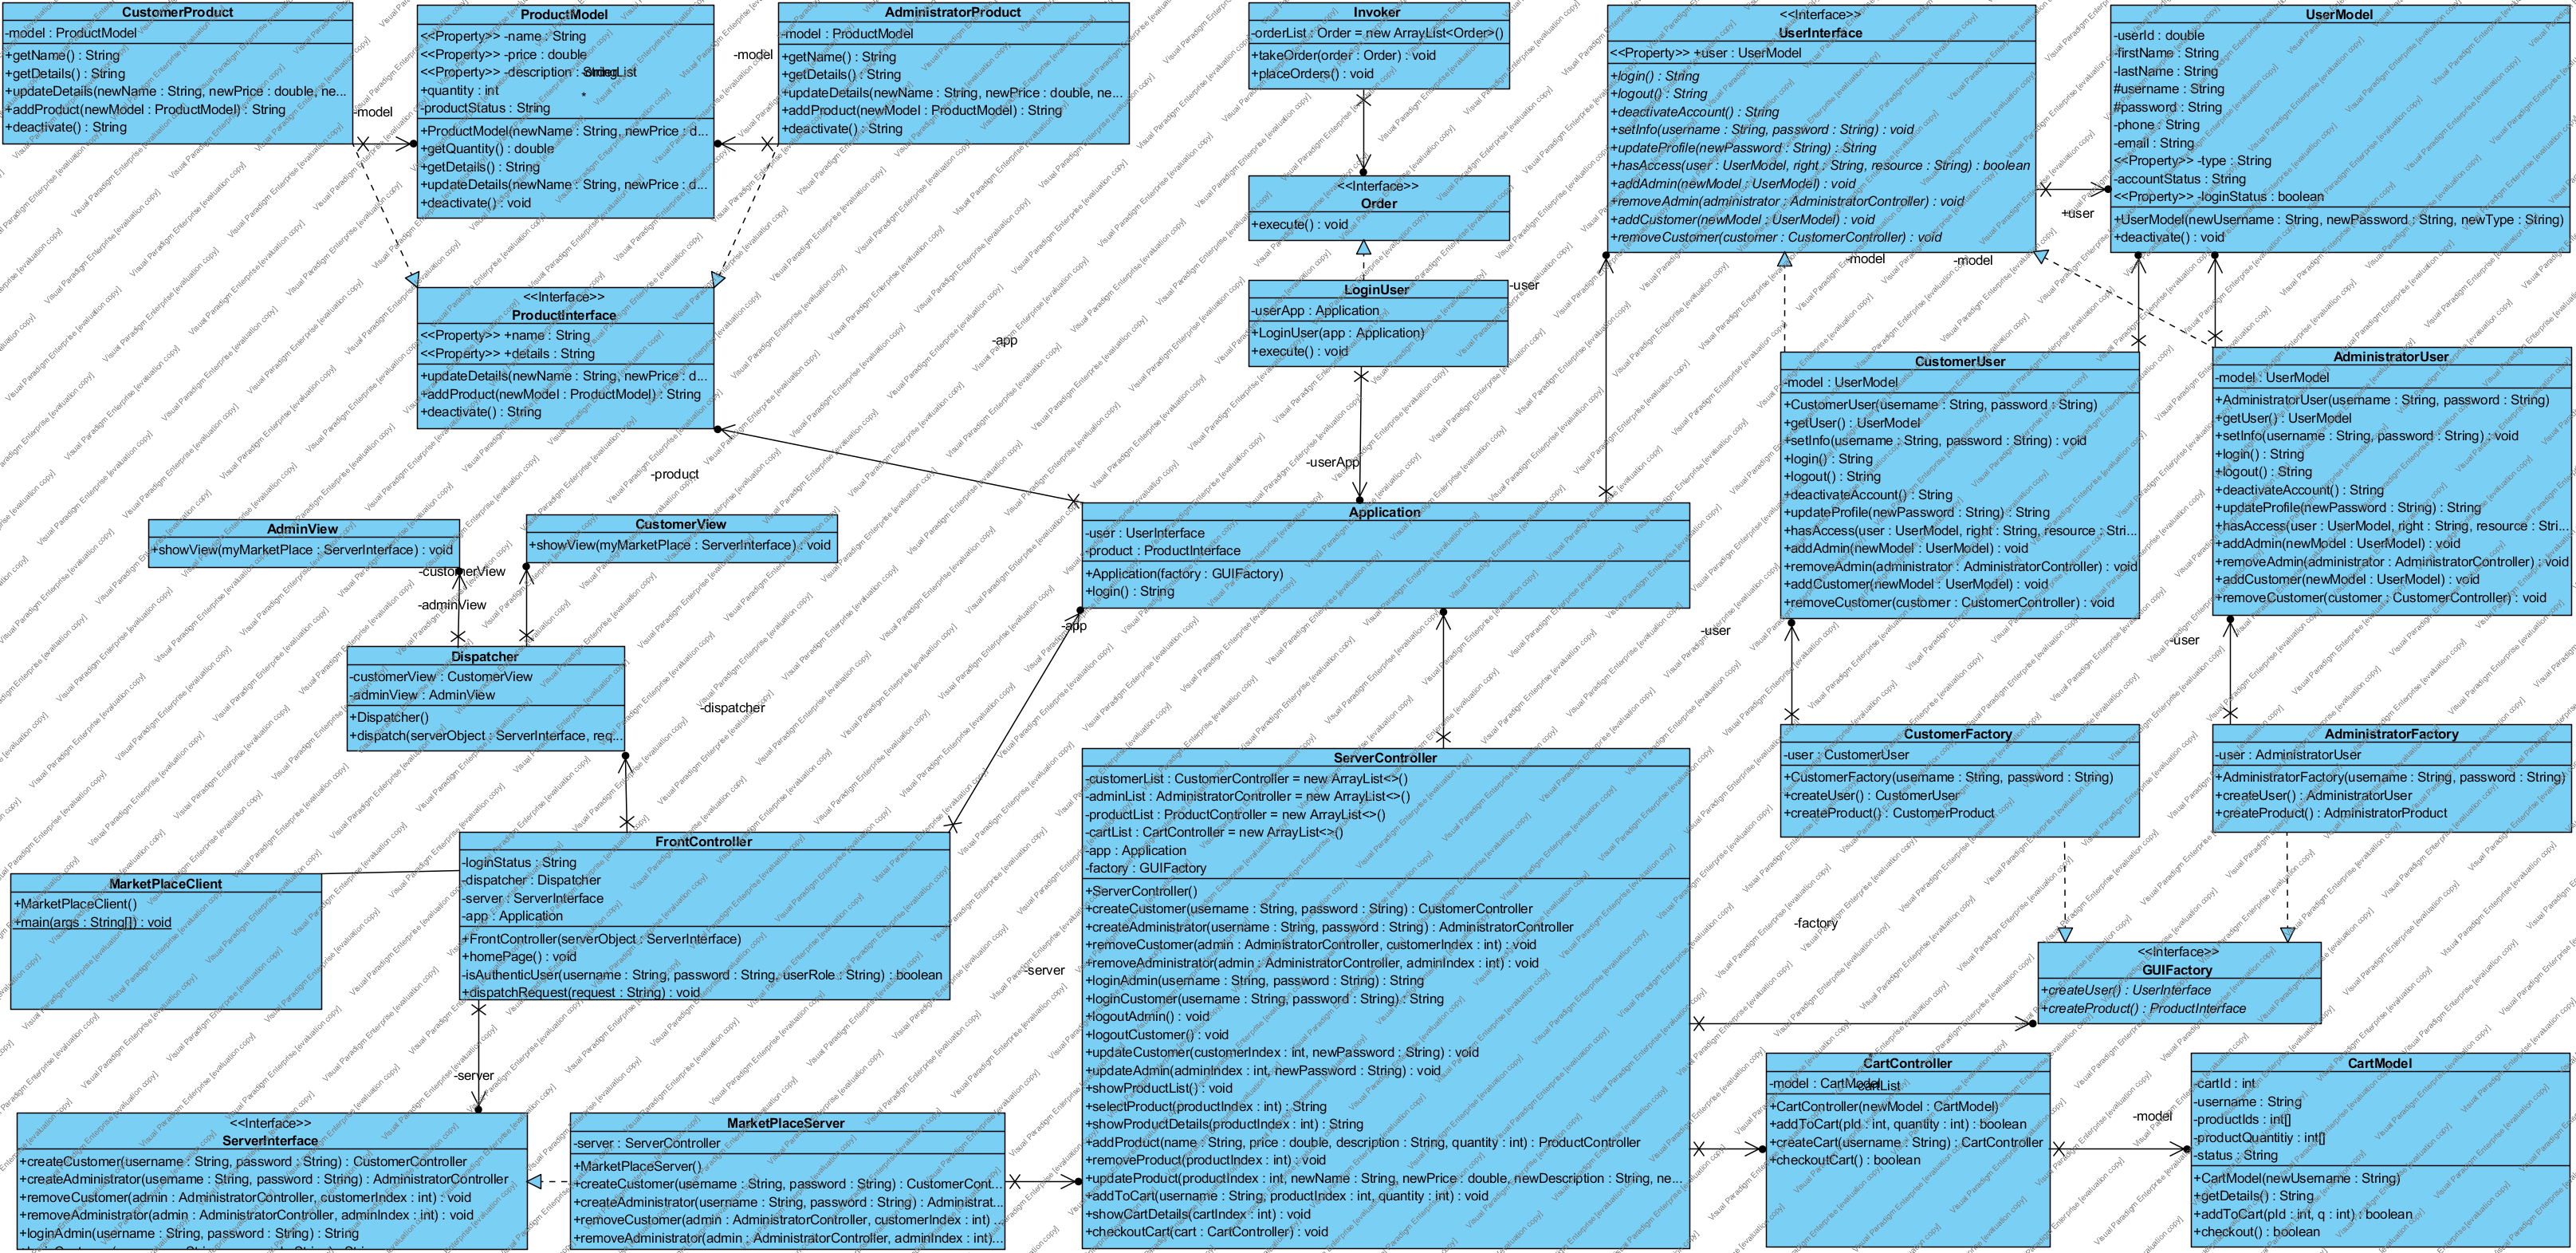 CustomerProduct
-model : ProductModel
+getName() : String
+getDetails() : String
+updateDetails(newName : String, newPrice : double, ne...
+addProduct(newModel : ProductModel) : String
+deactivate() : String
-model
ProductModel
<<Property>> -name : String
<<Property>> -price : double
<<Property>> -description :
+quantity : int
-productStatus : String
+ProductModel(newName : String, newPrice : d...
+getQuantity() : double
+getDetails() : String
+updateDetails(newName : String, newPrice : d...
+deactivate() : void
*
-model
AdministratorProduct
-model : ProductModel
+getName() : String
+getDetails() : String
+updateDetails(newName : String, newPrice : double, ne...
+addProduct(newModel : ProductModel) : String
+deactivate() : String
Invoker
-orderList : Order = new ArrayList<Order>()
+takeOrder(order : Order) : void
+placeOrders() : void
<<Interface>>
Order
+execute() : void
LoginUser
-userApp : Application
+LoginUser(app : Application)
+execute() : void
-user
<<Interface>>
UserInterface
<<Property>> +user : UserModel
+login() : String
+logout() : String
+deactivateAccount() : String
+setInfo(username : String, password : String) : void
+updateProfile(newPassword : String) : String
+hasAccess(user : UserModel, right : String, resource : String) : boolean
+addAdmin(newModel : UserModel) : void
+removeAdmin(administrator : AdministratorController) : void
+addCustomer(newModel : UserModel) : void
+removeCustomer(customer : CustomerController) : void
+user
-model
-model
UserModel
-userId : double
-firstName : String
-lastName : String
#username : String
#password : String
-phone : String
-email : String
<<Property>> -type : String
-accountStatus : String
<<Property>> -loginStatus : boolean
+UserModel(newUsername : String, newPassword : String, newType : String)
+deactivate() : void
<<Interface>>
ProductInterface
<<Property>> +name : String
<<Property>> +details : String
+updateDetails(newName : String, newPrice : d...
+addProduct(newModel : ProductModel) : String
+deactivate() : String
-product
-app
-userApp
CustomerUser
-model : UserModel
+CustomerUser(username : String, password : String)
+getUser() : UserModel
+setInfo(username : String, password : String) : void
+login() : String
+logout() : String
+deactivateAccount() : String
+updateProfile(newPassword : String) : String
+hasAccess(user : UserModel, right : String, resource : Stri...
+addAdmin(newModel : UserModel) : void
+removeAdmin(administrator : AdministratorController) : void
+addCustomer(newModel : UserModel) : void
+removeCustomer(customer : CustomerController) : void
-user
AdministratorUser
-model : UserModel
+AdministratorUser(username : String, password : String)
+getUser() : UserModel
+setInfo(username : String, password : String) : void
+login() : String
+logout() : String
+deactivateAccount() : String
+updateProfile(newPassword : String) : String
+hasAccess(user : UserModel, right : String, resource : Stri...
+addAdmin(newModel : UserModel) : void
+removeAdmin(administrator : AdministratorController) : void
+addCustomer(newModel : UserModel) : void
+removeCustomer(customer : CustomerController) : void
-user
AdminView
+showView(myMarketPlace : ServerInterface) : void
CustomerView
+showView(myMarketPlace : ServerInterface) : void
-customerView
-adminView
Application
-user : UserInterface
-product : ProductInterface
+Application(factory : GUIFactory)
+login() : String
-app
Dispatcher
-customerView : CustomerView
-adminView : AdminView
+Dispatcher()
+dispatch(serverObject : ServerInterface, req...
-dispatcher
FrontController
-loginStatus : String
-dispatcher : Dispatcher
-server : ServerInterface
-app : Application
+FrontController(serverObject : ServerInterface)
+homePage() : void
-isAuthenticUser(username : String, password : String, userRole : String) : boolean
+dispatchRequest(request : String) : void
MarketPlaceClient
+MarketPlaceClient()
+main(args : String[]) : void
-server
-server
ServerController
-customerList : CustomerController = new ArrayList<>()
-adminList : AdministratorController = new ArrayList<>()
-productList : ProductController = new ArrayList<>()
-cartList : CartController = new ArrayList<>()
-app : Application
-factory : GUIFactory
+ServerController()
+createCustomer(username : String, password : String) : CustomerController
+createAdministrator(username : String, password : String) : AdministratorController
+removeCustomer(admin : AdministratorController, customerIndex : int) : void
+removeAdministrator(admin : AdministratorController, adminIndex : int) : void
+loginAdmin(username : String, password : String) : String
+loginCustomer(username : String, password : String) : String
+logoutAdmin() : void
+logoutCustomer() : void
+updateCustomer(customerIndex : int, newPassword : String) : void
+updateAdmin(adminIndex : int, newPassword : String) : void
+showProductList() : void
+selectProduct(productIndex : int) : String
+showProductDetails(productIndex : int) : String
+addProduct(name : String, price : double, description : String, quantity : int) : ProductController
+removeProduct(productIndex : int) : void
+updateProduct(productIndex : int, newName : String, newPrice : double, newDescription : String, ne...
+addToCart(username : String, productIndex : int, quantity : int) : void
+showCartDetails(cartIndex : int) : void
+checkoutCart(cart : CartController) : void
CustomerFactory
-user : CustomerUser
+CustomerFactory(username : String, password : String)
+createUser() : CustomerUser
+createProduct() : CustomerProduct
AdministratorFactory
-user : AdministratorUser
+AdministratorFactory(username : String, password : String)
+createUser() : AdministratorUser
+createProduct() : AdministratorProduct
-factory
<<Interface>>
GUIFactory
+createUser() : UserInterface
+createProduct() : ProductInterface
<<Interface>>
ServerInterface
+createCustomer(username : String, password : String) : CustomerController
+createAdministrator(username : String, password : String) : AdministratorController
+removeCustomer(admin : AdministratorController, customerIndex : int) : void
+removeAdministrator(admin : AdministratorController, adminIndex : int) : void
+loginAdmin(username : String, password : String) : String
MarketPlaceServer
-server : ServerController
+MarketPlaceServer()
+createCustomer(username : String, password : String) : CustomerCont...
+createAdministrator(username : String, password : String) : Administrat...
+removeCustomer(admin : AdministratorController, customerIndex : int) ...
+removeAdministrator(admin : AdministratorController, adminIndex : int)...
CartController
-model : CartModel
-cartList
+CartController(newModel : CartModel)
+addToCart(pId : int, quantity : int) : boolean
+createCart(username : String) : CartController
+checkoutCart() : boolean
-model
CartModel
-cartId : int
-username : String
-productIds : int[]
-productQuantitiy : int[]
-status : String
+CartModel(newUsername : String)
+getDetails() : String
+addToCart(pId : int, q : int) : boolean
+checkout() : boolean
Visual Paradigm Enterprise [evaluation copy]